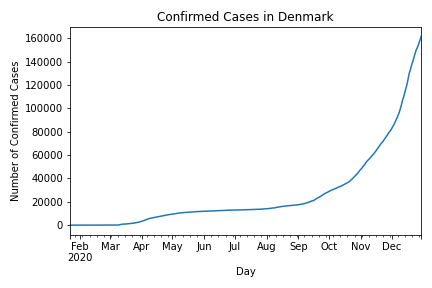 Confirmed Cases in Denmark
160000
140000
120000
100000
80000
60000
40000
20000
0
Number of Confirmed Cases
Feb Mar Apr May Jun Jul Aug Sep Oct Nov Dec
2020
Day